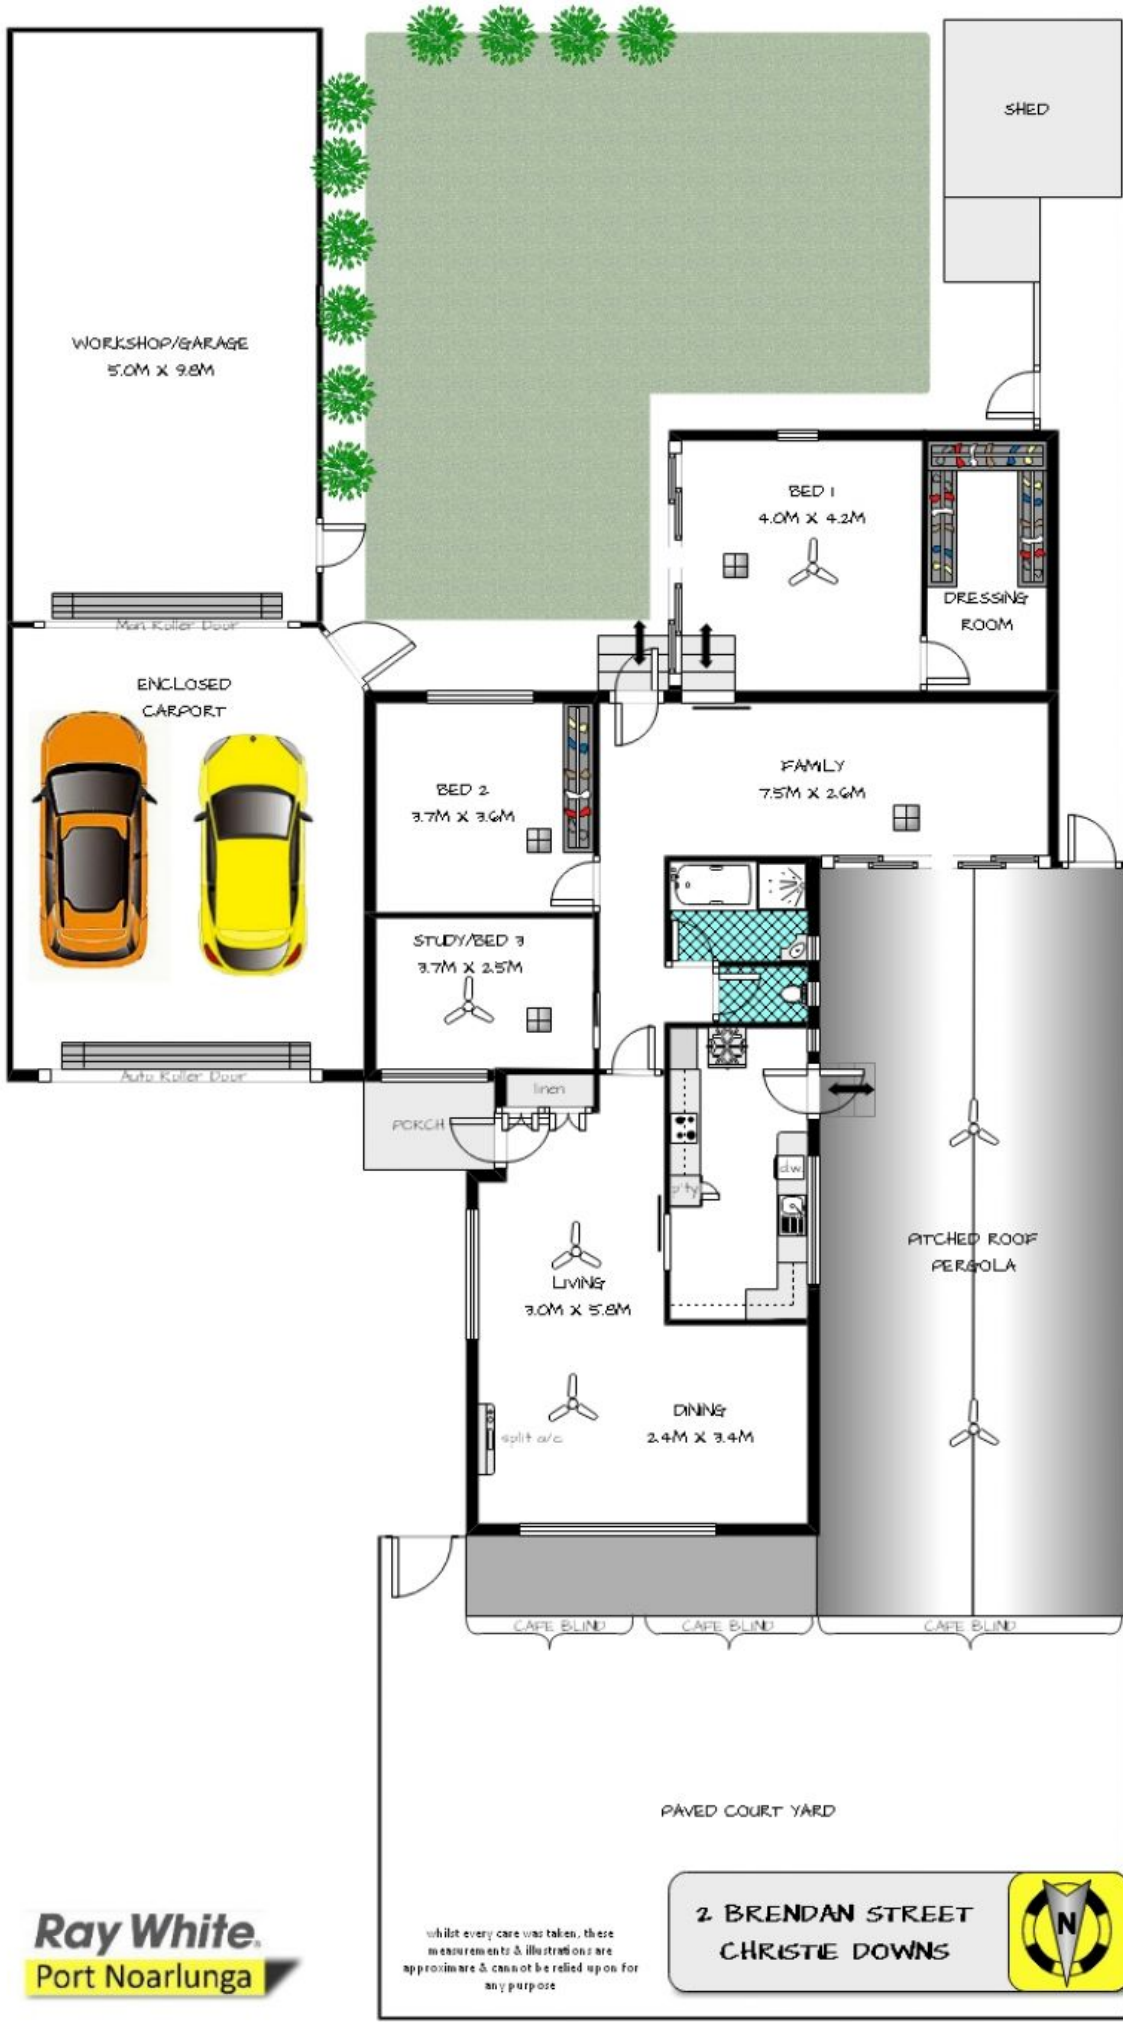 SHED
WORKSHOP/GARAGE
5.0M X 9.8M
BED 1
4.0M X 4.2M
DRESSING
ROOM
Man Roller Door
ENCLOSED
CARPORT
FAMILY
7.5M X 2.6M
BED 2
3.7M X 3.6M
STUDY/BED 3
3.7M X 2.5M
Auto Roller Door
linen
PORCH
d.w.
p'ty
PITCHED ROOF
PERGOLA
LIVING
3.0M X 5.8M
DINING
2.4M X 3.4M
split a/c
CAFE BLIND
CAFE BLIND
CAFE BLIND
PAVED COURT YARD
2 BRENDAN STREET
CHRISTIE DOWNS
N
Ray White.
Port Noarlunga
whilst every care was taken, these
measurements & illustrations are
approximare & cannot be relied upon for
any purpose